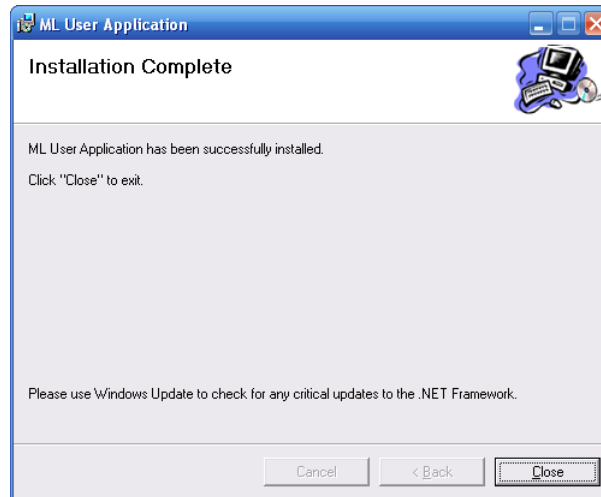 ML User Application
Installation Complete
ML User Application has been successfully installed.
Click "Close" to exit.
Please use Windows Update to check for any critical updates to the .NET Framework.
Cancel
< Back
Close